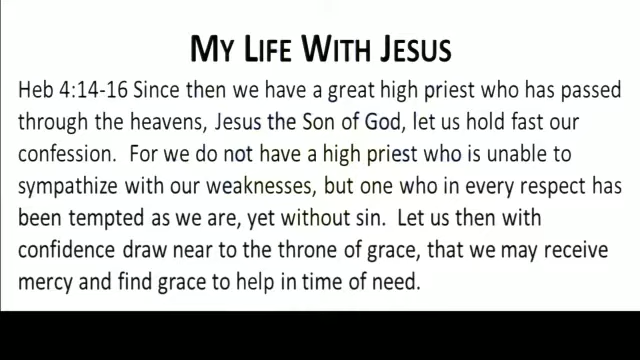 MY LIFE WITH JESUS
Heb 4:14-16 Since then we have a great high priest who has passed
through the heavens, Jesus the Son of God, let us hold fast our
confession.  For we do not have a high priest who is unable to
sympathize with our weaknesses, but one who in every respect has
been tempted as we are, yet without sin.  Let us then with
confidence draw near to the throne of grace, that we may receive
mercy and find grace to help in time of need.